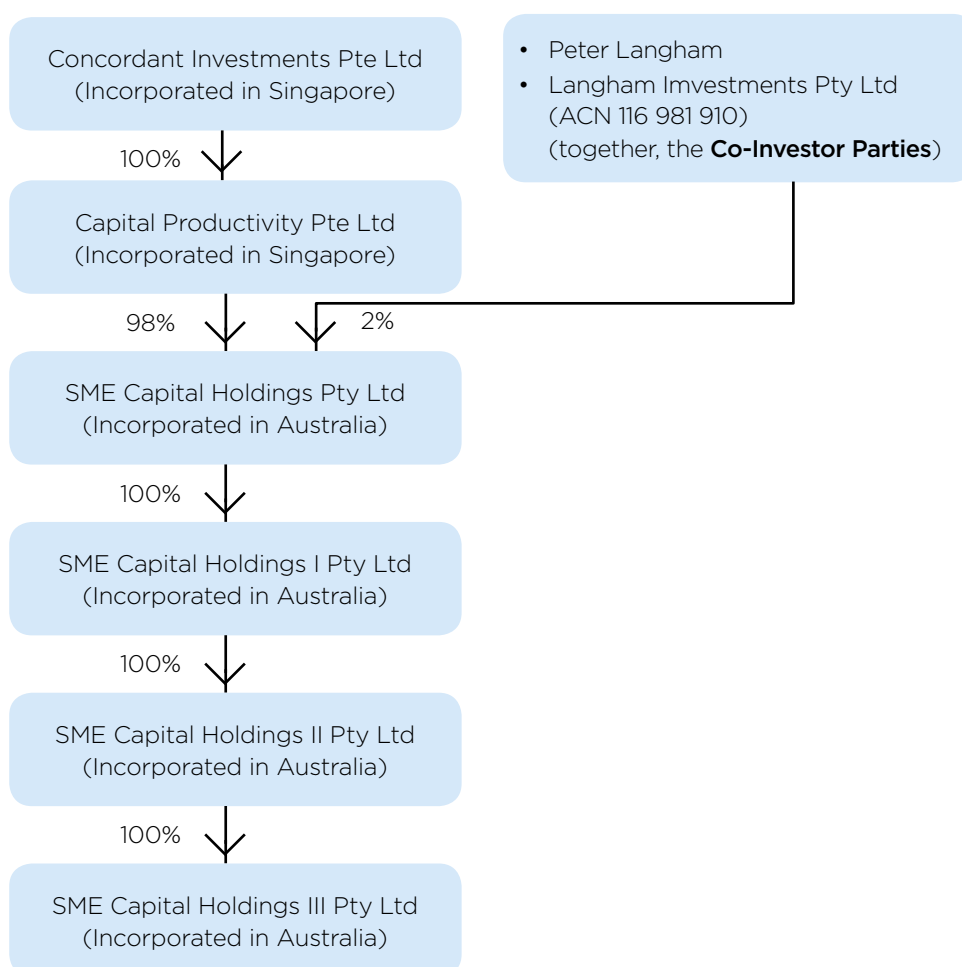 Concordant Investments Pte Ltd
(Incorporated in Singapore)
• Peter Langham
• Langham Imvestments Pty Ltd
(ACN 116 981 910)
(together, the Co-Investor Parties)
100%
Capital Productivity Pte Ltd
(Incorporated in Singapore)
98%
2%
SME Capital Holdings Pty Ltd
(Incorporated in Australia)
100%
SME Capital Holdings I Pty Ltd
(Incorporated in Australia)
100%
SME Capital Holdings II Pty Ltd
(Incorporated in Australia)
100%
SME Capital Holdings III Pty Ltd
(Incorporated in Australia)